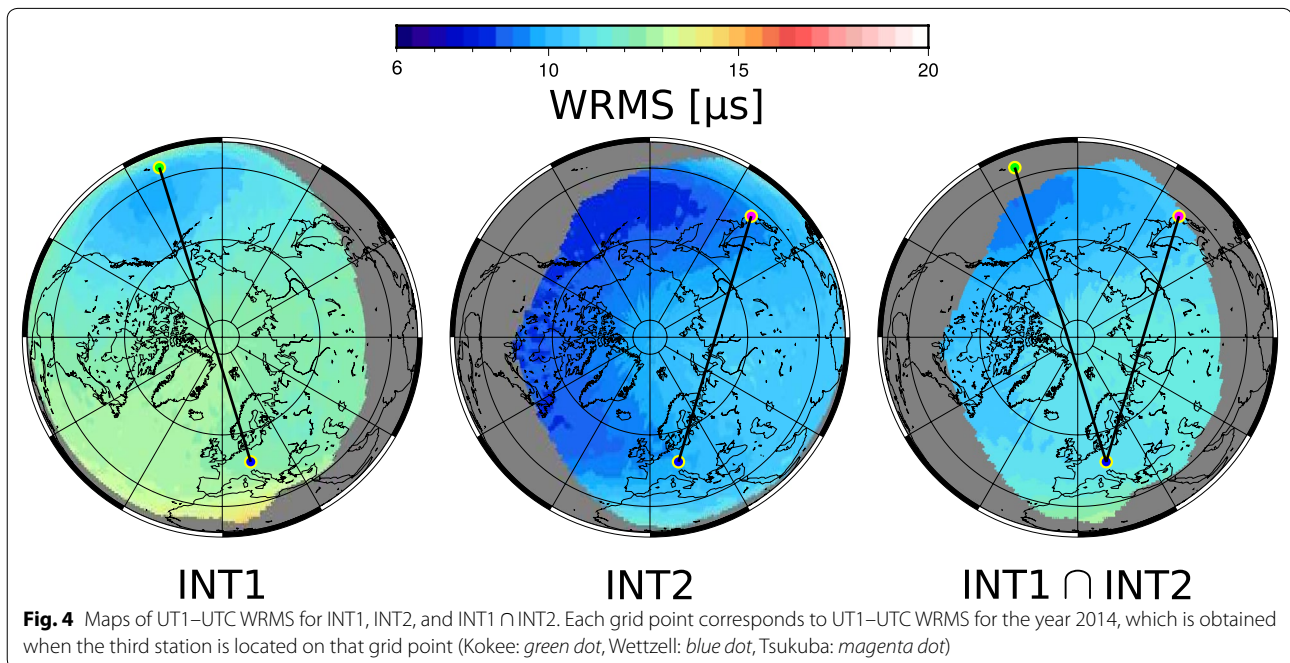 6 10 15 20
WRMS [μs]
INT1 INT2 INT1 ∩ INT2
Fig. 4 Maps of UT1–UTC WRMS for INT1, INT2, and INT1 ∩ INT2. Each grid point corresponds to UT1–UTC WRMS for the year 2014, which is obtained
when the third station is located on that grid point (Kokee: green dot, Wettzell: blue dot, Tsukuba: magenta dot)